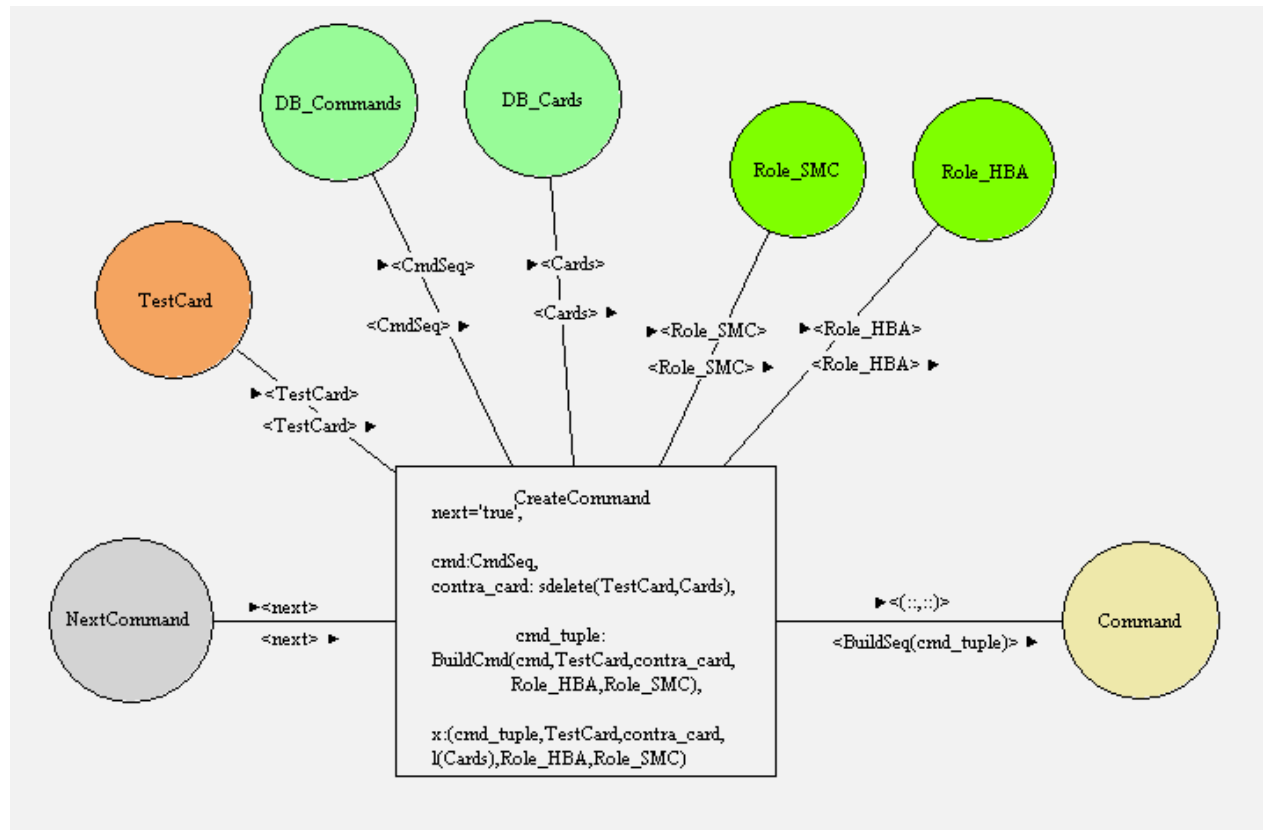 DB_Commands
DB_Cards
Role_SMC
Role_HBA
▶<CmdSeq>
▶<Cards>
TestCard
<Cards> ▶
<CmdSeq> ▶
▶<Role_SMC>
▶<Role_HBA>
<Role_SMC> ▶
<Role_HBA> ▶
▶<TestCard>
<TestCard> ▶
CreateCommand
next='true',
cmd:CmdSeq,
contra_card: sdelete(TestCard,Cards),
▶<next>
▶<(::,::)>
NextCommand
Command
<next> ▶
cmd_tuple:
<BuildSeq(cmd_tuple)> ▶
BuildCmd(cmd,TestCard,contra_card,
Role_HBA,Role_SMC),
x:(cmd_tuple,TestCard,contra_card,
l(Cards),Role_HBA,Role_SMC)